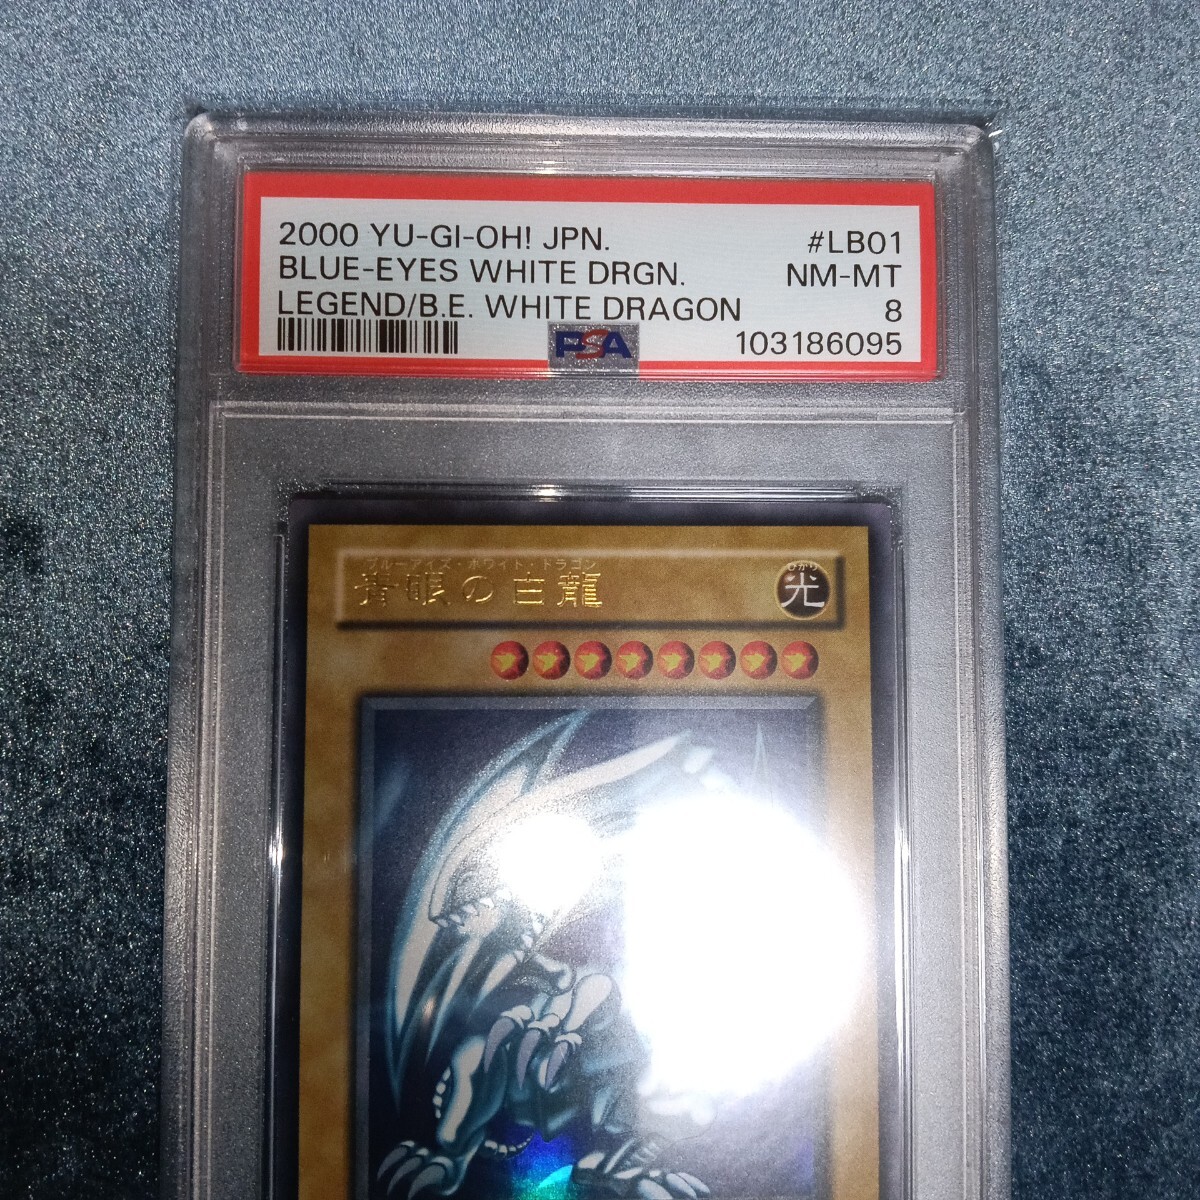 2000 YU-GI-OH! JPN. #LB01
BLUE-EYES WHITE DRGN. NM-MT
LEGEND/B.E. WHITE DRAGON 8
PSA 103186095
ブルーアイズ・ホワイト・ドラゴン
青眼の白龍
ひかり
光